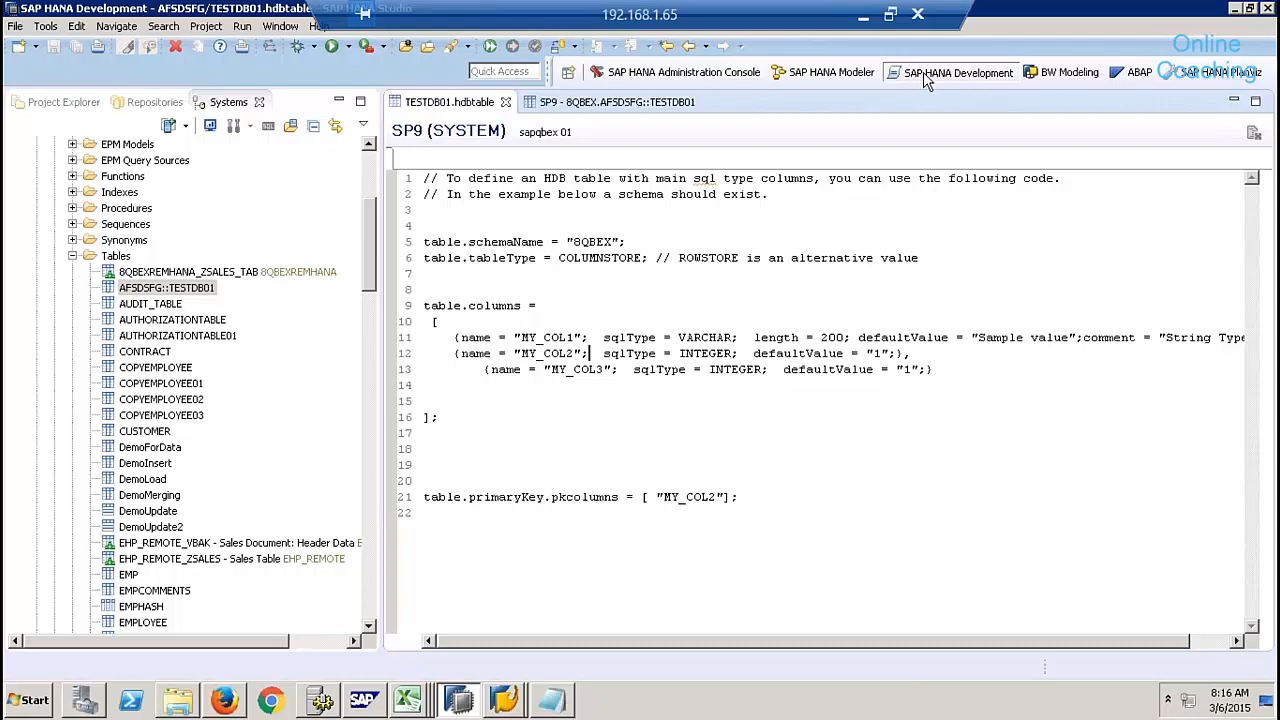 SAP HANA Development - AFSDSFG/TESTDB01.hdbtable - SAP HANA Studio
192.168.1.65
File Edit Navigate Search Project Refactor Run Window
Online
Coaching
Quick Access
SAP HANA Administration Console
SAP HANA Modeler
SAP HANA Development
BW Modeling
ABAP
Project Explorer
Repositories
Systems
TESTDB01.hdbtable
SP9 - 8QBEX.AFSDSFG::TESTDB01
SP9 (SYSTEM) sapqbex 01
EPM Models
EPM Query Sources
Functions
Indexes
Procedures
Sequences
Synonyms
Tables
8QBEXREMHANA_ZSALES_TAB 8QBEXREMHANA
AFSDSFG::TESTDB01
AUDIT_TABLE
AUTHORIZATIONTABLE
AUTHORIZATIONTABLE01
CONTRACT
COPYEMPLOYEE
COPYEMPLOYEE01
COPYEMPLOYEE02
COPYEMPLOYEE03
CUSTOMER
DemoForData
DemoInsert
DemoLoad
DemoMerging
DemoUpdate
DemoUpdate2
EHP_REMOTE_VBAK - Sales Document: Header Data E
EHP_REMOTE_ZSALES - Sales Table EHP_REMOTE
EMP
EMPCOMMENTS
EMPHASH
EMPLOYEE
1 // To define an HDB table with main sql type columns, you can use the following code.
2 // In the example below a schema should exist.
3
4
5 table.schemaName = "8QBEX";
6 table.tableType = COLUMNSTORE; // ROWSTORE is an alternative value
7
8
9 table.columns =
10 [
11 {name = "MY_COL1"; sqlType = VARCHAR; length = 200; defaultValue = "Sample value";comment = "String Type
12 {name = "MY_COL2"; sqlType = INTEGER; defaultValue = "1";},
13 {name = "MY_COL3"; sqlType = INTEGER; defaultValue = "1";}
14
15
16 ];
17
18
19
20
21 table.primaryKey.pkcolumns = [ "MY_COL2"];
22
Start
SAP
8:16 AM
3/6/2015